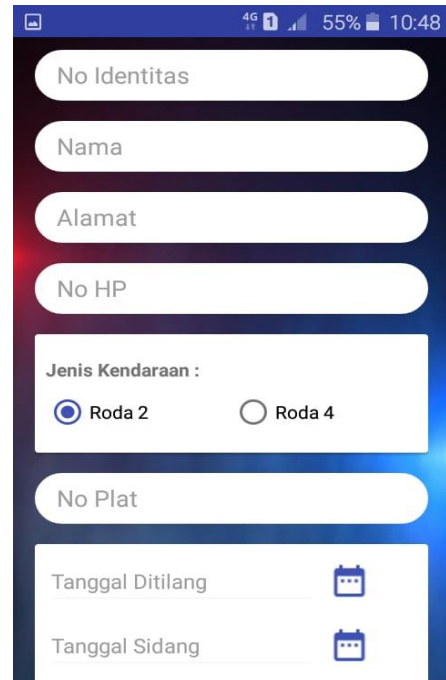 4G 1 55% 10:48
No Identitas
Nama
Alamat
No HP
Jenis Kendaraan :
Roda 2 Roda 4
No Plat
Tanggal Ditilang
Tanggal Sidang